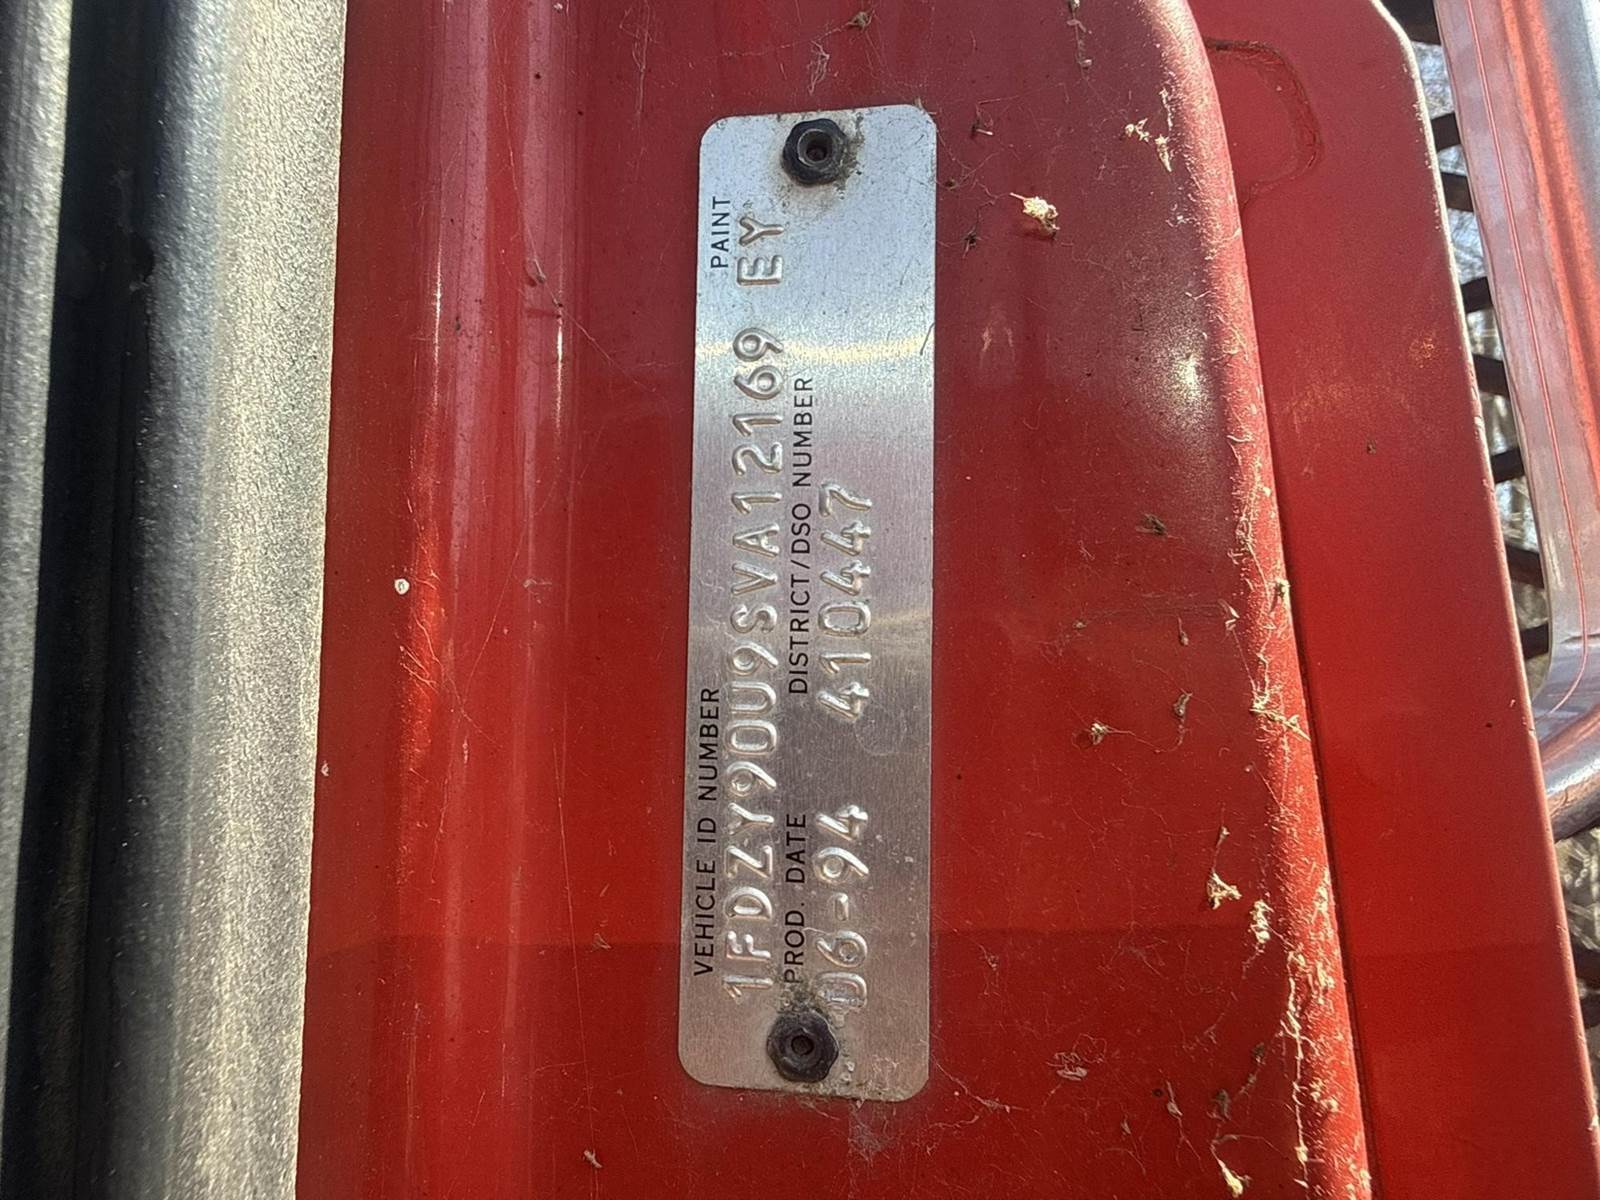 VEHICLE ID NUMBER PAINT
1FDZY90U9SVA12169 EY
PROD. DATE DISTRICT/DSO NUMBER
06-94 410447